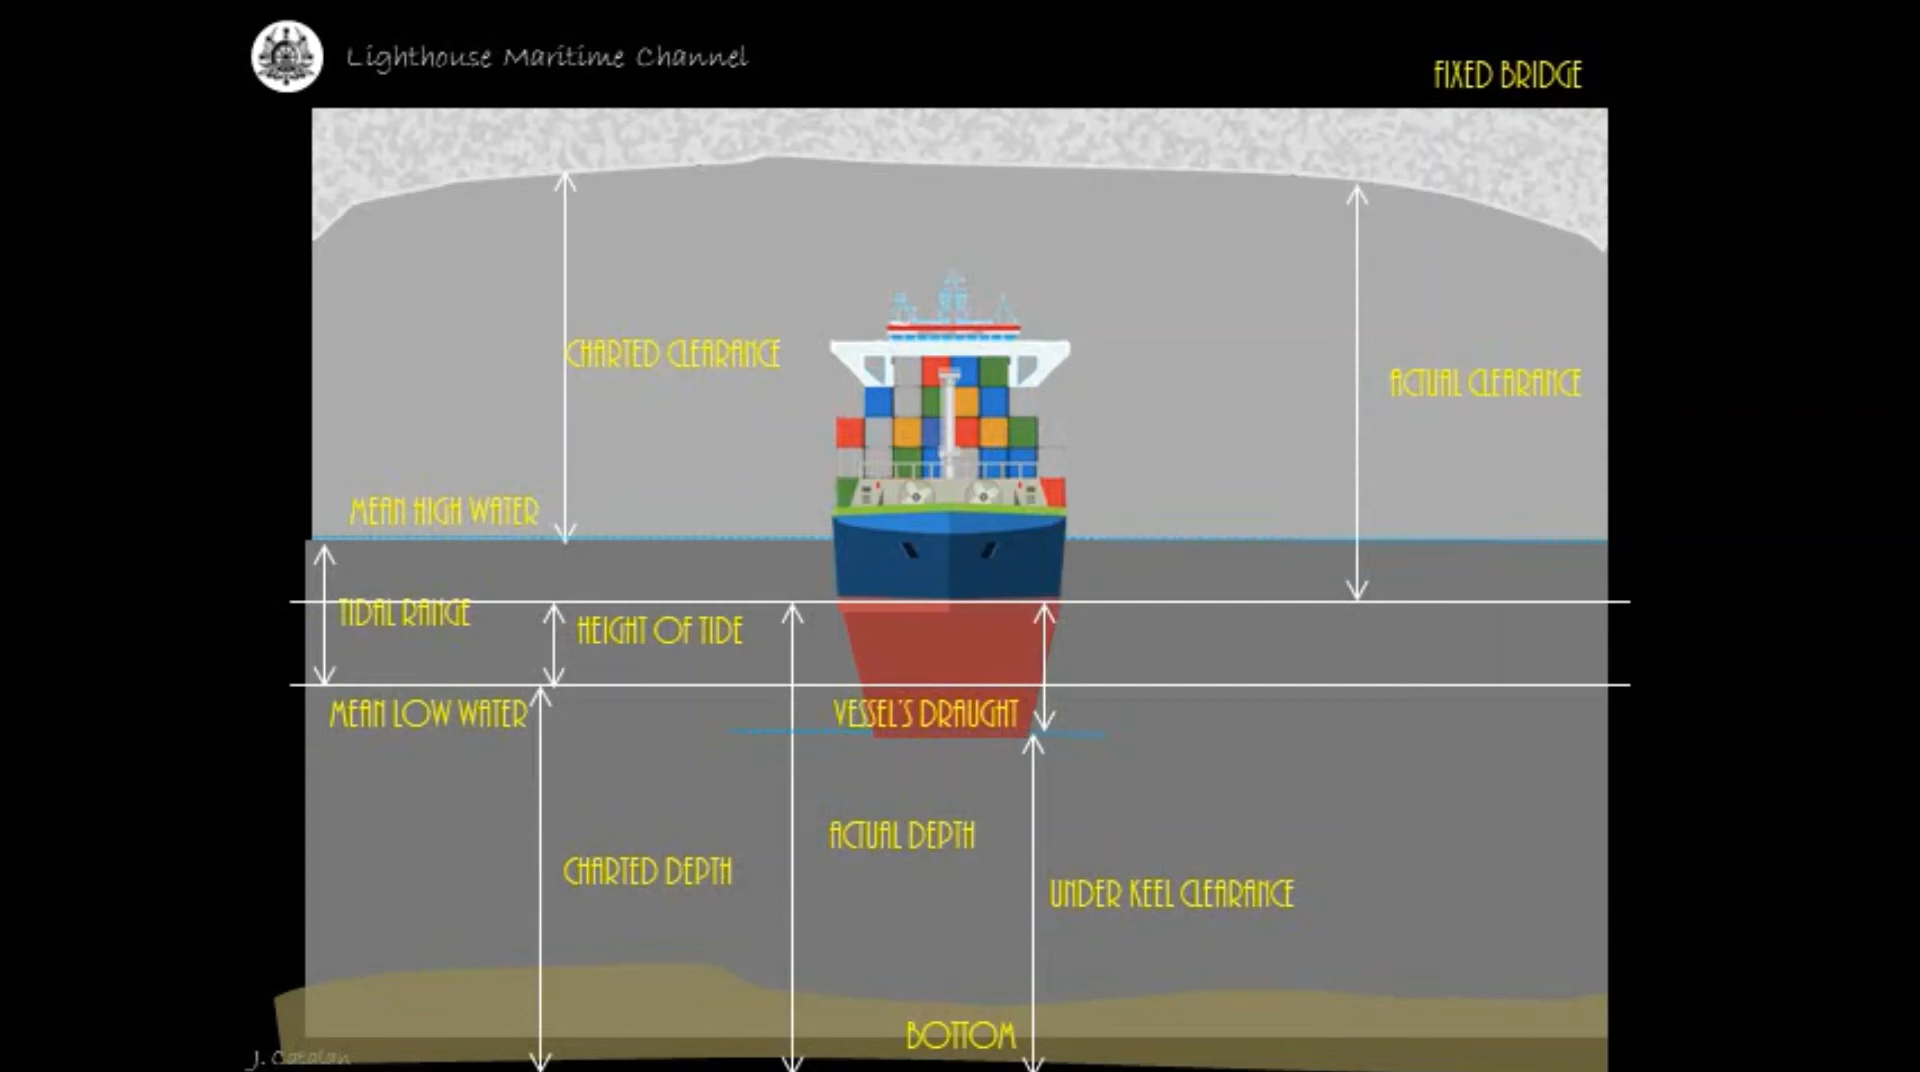 Lighthouse Maritime Channel
FIXED BRIDGE
CHARTED CLEARANCE
ACTUAL CLEARANCE
MEAN HIGH WATER
TIDAL RANGE
HEIGHT OF TIDE
MEAN LOW WATER
VESSEL'S DRAUGHT
ACTUAL DEPTH
CHARTED DEPTH
UNDER KEEL CLEARANCE
BOTTOM
J. Catalan